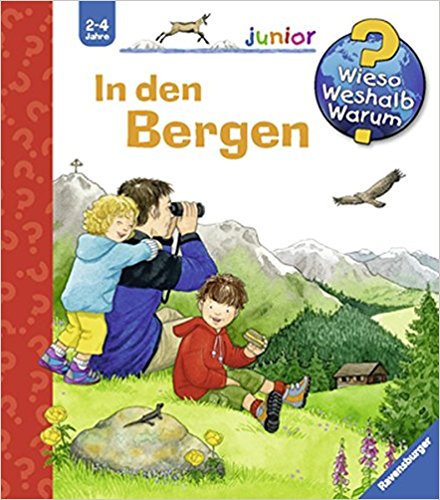 2-4
Jahre
junior
Wieso
Weshalb
Warum
?
In den
Bergen
Ravensburger